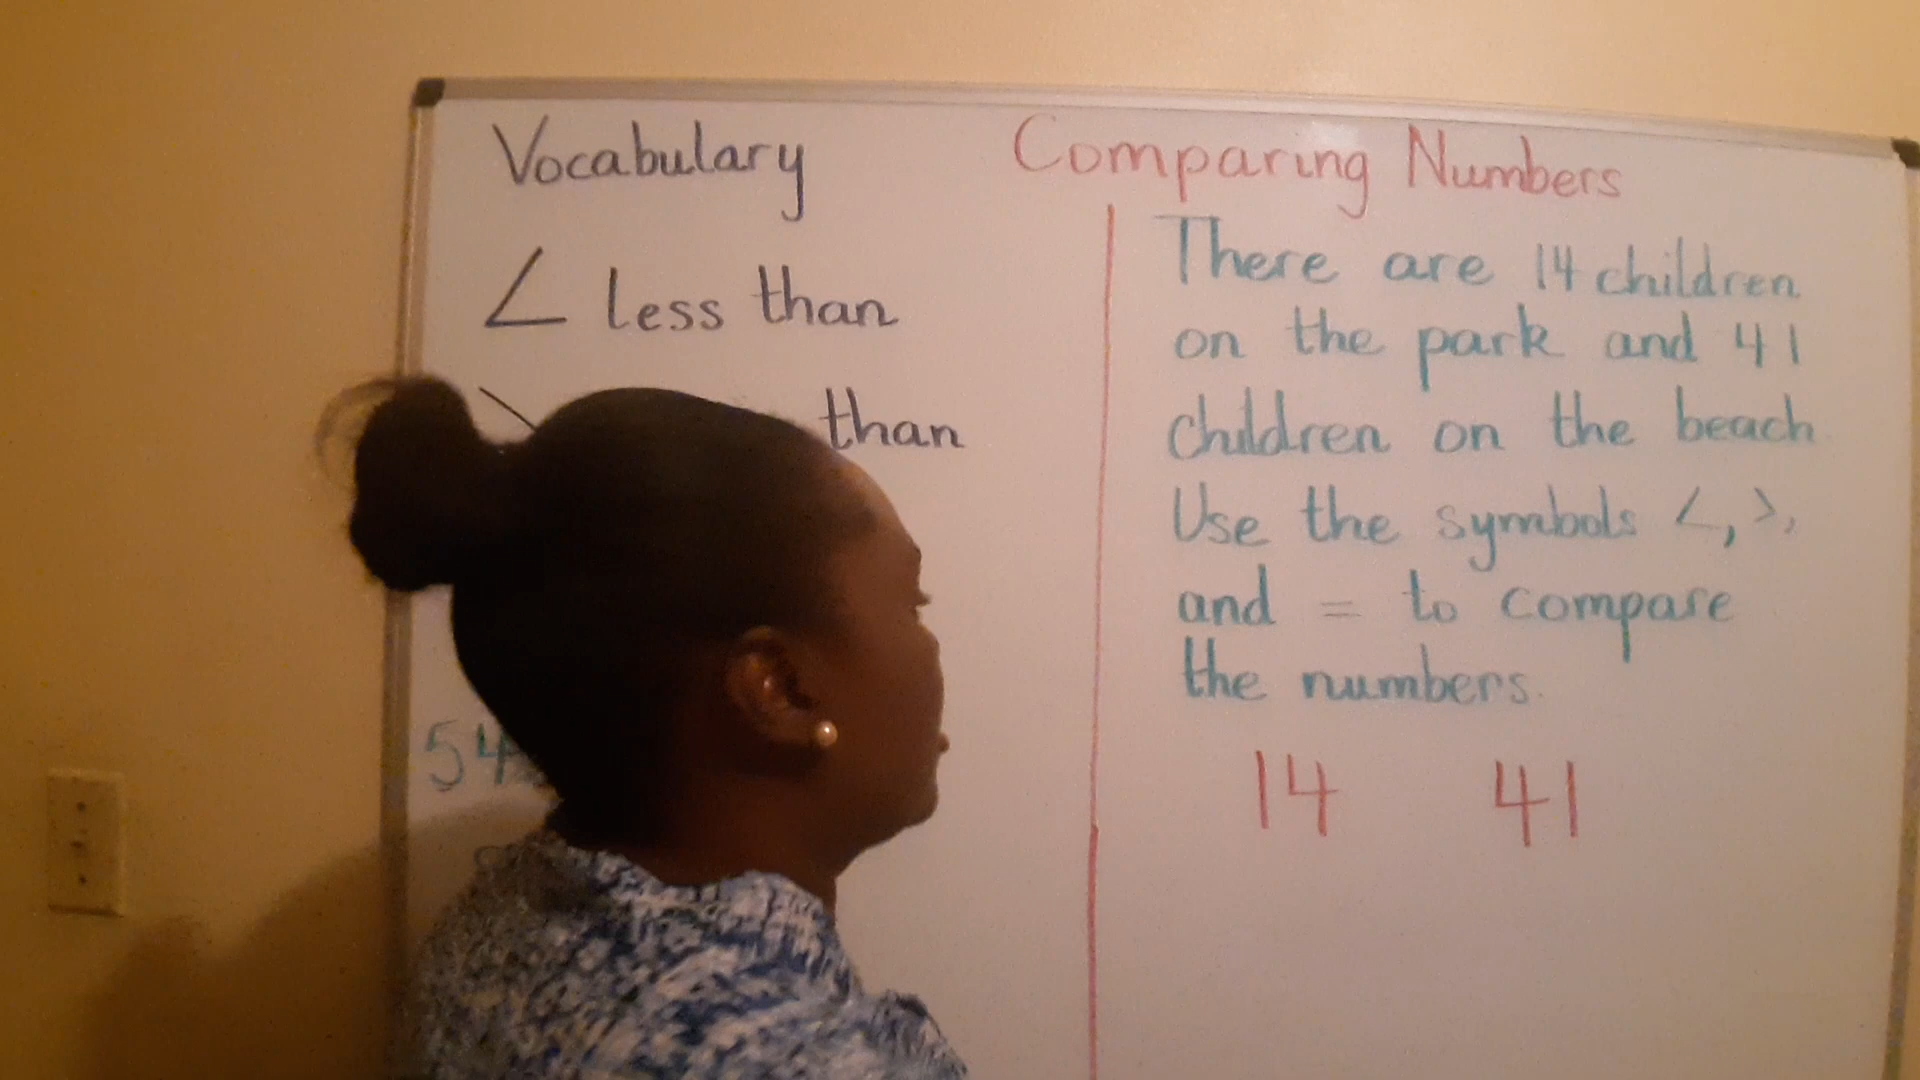 Vocabulary
< less than
than
54
Comparing Numbers
There are 14 children
on the park and 41
children on the beach
Use the symbols <, >,
and = to compare
the numbers.
14 41